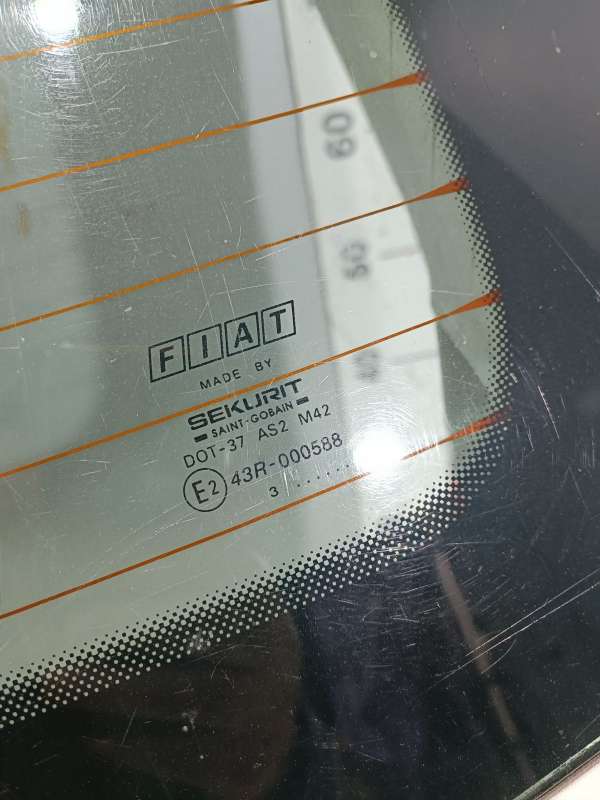 60
50
FIAT
MADE BY
SEKURIT
SAINT-GOBAIN
DOT-37 AS2 M42
E2 43R-000588
3 .......